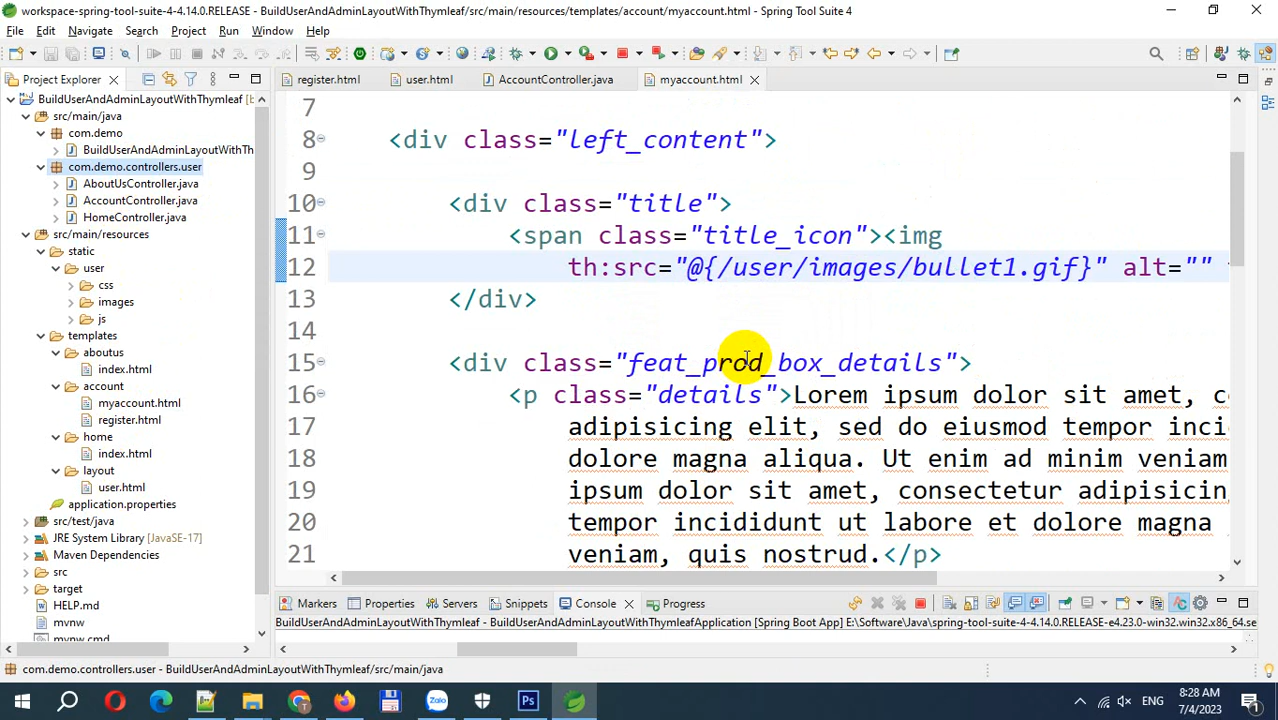 workspace-spring-tool-suite-4-4.14.0.RELEASE - BuildUserAndAdminLayoutWithThymleaf/src/main/resources/templates/account/myaccount.html - Spring Tool Suite 4
File Edit Navigate Search Project Run Window Help
Project Explorer
register.html user.html AccountController.java myaccount.html
BuildUserAndAdminLayoutWithThymleaf [b
src/main/java
com.demo
BuildUserAndAdminLayoutWithTh
com.demo.controllers.user
AboutUsController.java
AccountController.java
HomeController.java
src/main/resources
static
user
css
images
js
templates
aboutus
index.html
account
myaccount.html
register.html
home
index.html
layout
user.html
application.properties
src/test/java
JRE System Library [JavaSE-17]
Maven Dependencies
src
target
HELP.md
mvnw
mvnw.cmd
7
8 <div class="left_content">
9
10 <div class="title">
11 <span class="title_icon"><img
12 th:src="@{/user/images/bullet1.gif}" alt=""
13 </div>
14
15 <div class="feat_prod_box_details">
16 <p class="details">Lorem ipsum dolor sit amet, c
17 adipisicing elit, sed do eiusmod tempor inci
18 dolore magna aliqua. Ut enim ad minim veniam
19 ipsum dolor sit amet, consectetur adipisicin
20 tempor incididunt ut labore et dolore magna
21 veniam, quis nostrud.</p>
Markers Properties Servers Snippets Console Progress
BuildUserAndAdminLayoutWithThymleaf - BuildUserAndAdminLayoutWithThymleafApplication [Spring Boot App] E:\Software\Java\spring-tool-suite-4-4.14.0.RELEASE-e4.23.0-win32.win32.x86_64.se
com.demo.controllers.user - BuildUserAndAdminLayoutWithThymleaf/src/main/java
Zalo
Ps
ENG
8:28 AM
7/4/2023
1